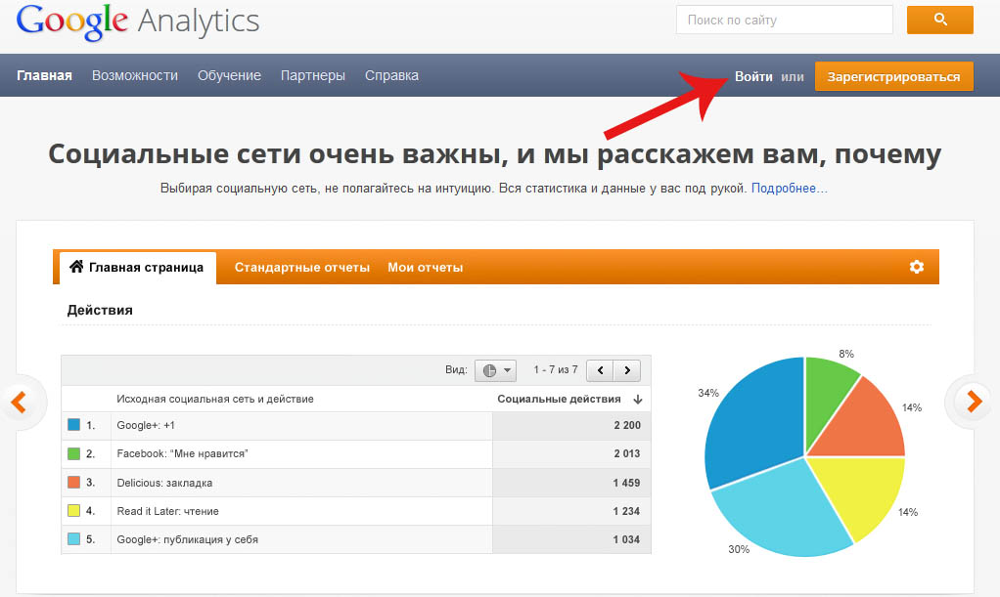 Google Analytics
Поиск по сайту
Главная Возможности Обучение Партнеры Справка Войти или Зарегистрироваться
Социальные сети очень важны, и мы расскажем вам, почему
Выбирая социальную сеть, не полагайтесь на интуицию. Вся статистика и данные у вас под рукой. Подробнее…
Главная страница Стандартные отчеты Мои отчеты
Действия
Вид: 1 - 7 из 7
Исходная социальная сеть и действие Социальные действия
1. Google+: +1 2 200
2. Facebook: “Мне нравится” 2 013
3. Delicious: закладка 1 459
4. Read it Later: чтение 1 234
5. Google+: публикация у себя 1 034
8%
34%
14%
14%
30%